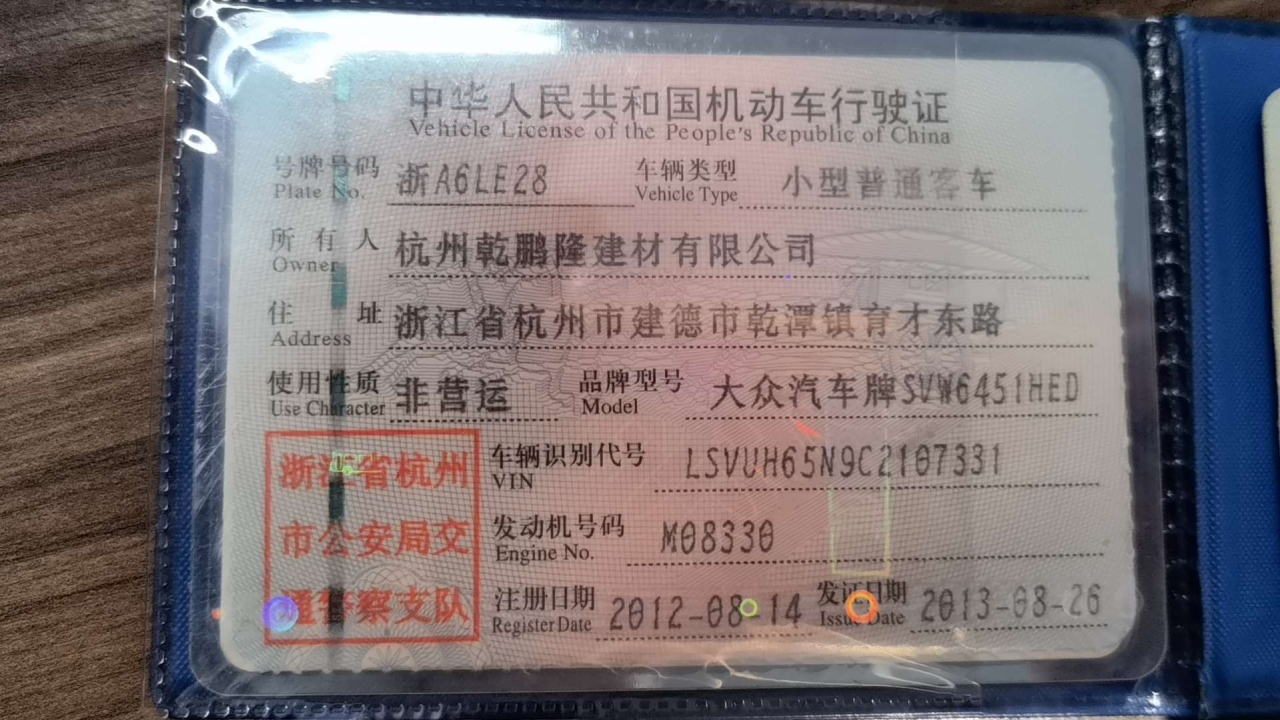 中华人民共和国机动车行驶证
Vehicle License of the People's Republic of China
号牌号码 浙A6LE28 车辆类型 小型普通客车
Plate No. Vehicle Type
所有人 杭州乾鹏隆建材有限公司
Owner
住址 浙江省杭州市建德市乾潭镇育才东路
Address
使用性质 非营运 品牌型号 大众汽车牌SVW6451HED
Use Character Model
浙江省杭州
市公安局交
通警察支队
车辆识别代号 LSVUH65N9C2107331
VIN
发动机号码 M08330
Engine No.
注册日期 2012-08-14 发证日期 2013-08-26
Register Date Issue Date